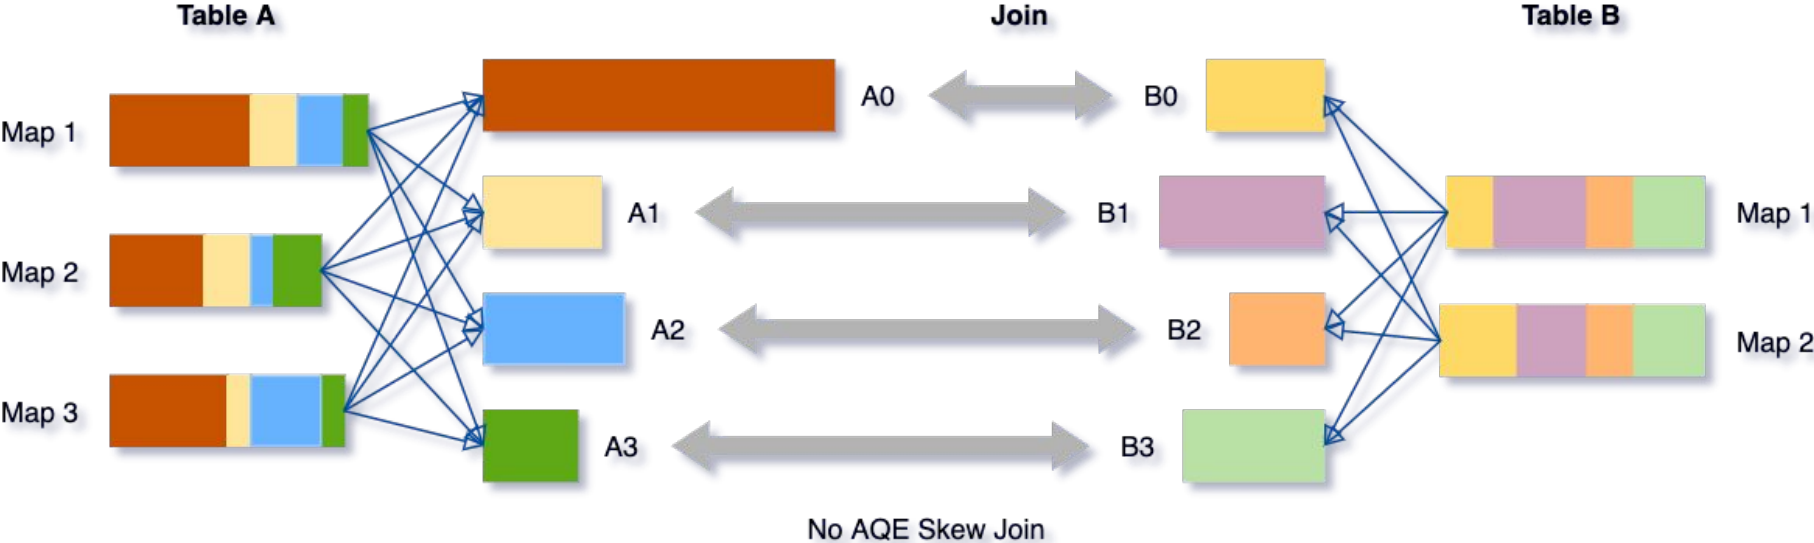 Table A
Join
Table B
A0
B0
Map 1
A1
B1
Map 1
Map 2
A2
B2
Map 2
Map 3
A3
B3
No AQE Skew Join